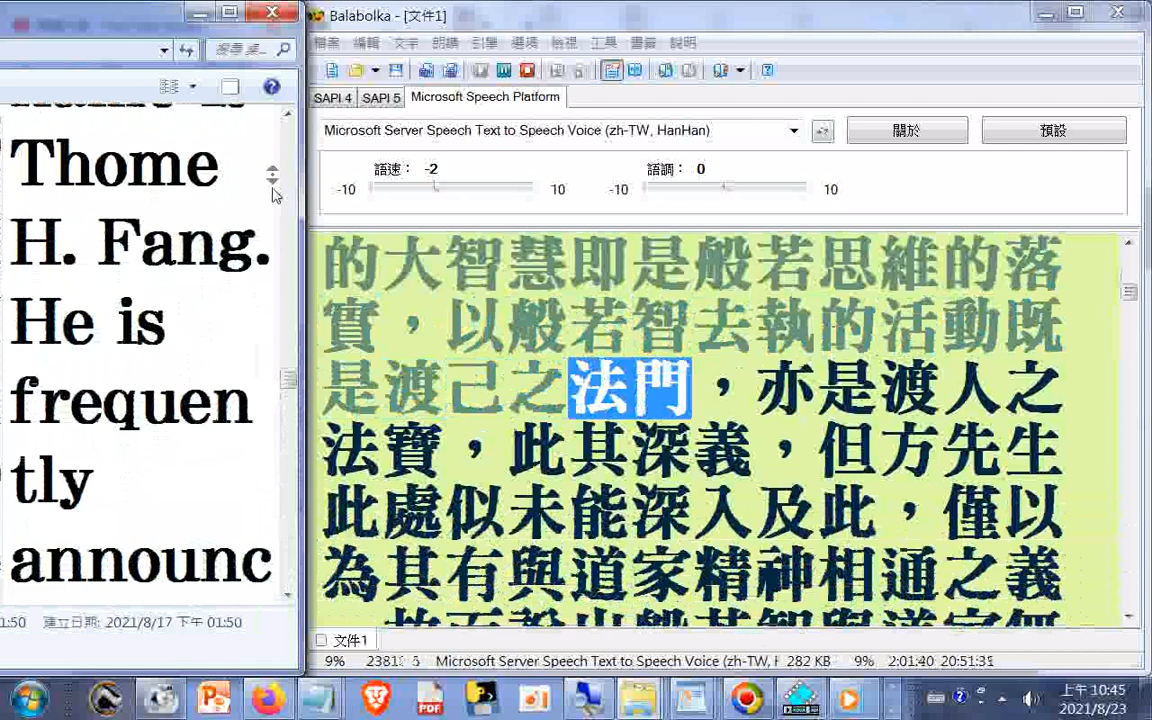 Thome
H. Fang.
He is
frequen
tly
announc
1:50 建立日期: 2021/8/17 下午 01:50
Balabolka - [文件1]
檔案 編輯 文字 朗讀 引擎 選項 檢視 工具 書籤 說明
SAPI 4 SAPI 5 Microsoft Speech Platform
Microsoft Server Speech Text to Speech Voice (zh-TW, HanHan)
關於 預設
語速： -2 語調： 0
-10 10 -10 10
的大智慧即是般若思維的落
實，以般若智去執的活動既
是渡己之法門，亦是渡人之
法寶，此其深義，但方先生
此處似未能深入及此，僅以
為其有與道家精神相通之義
文件1
9% Microsoft Server Speech Text to Speech Voice (zh-TW, H 282 KB 9% 2:01:40 20:51:31
上午 10:45
2021/8/23